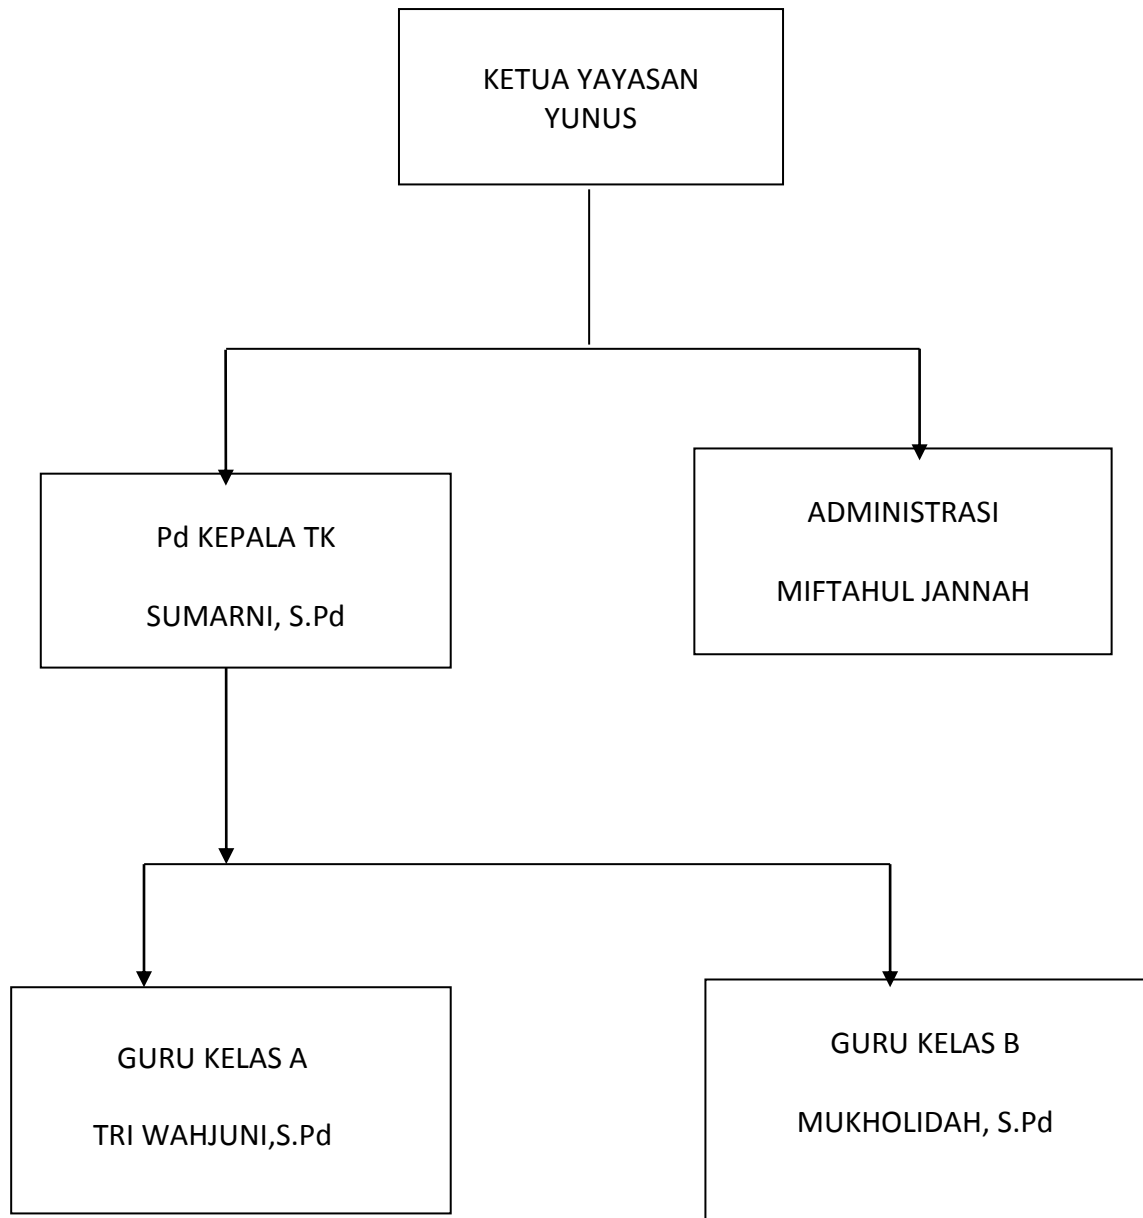 KETUA YAYASAN
YUNUS
Pd KEPALA TK
SUMARNI, S.Pd
ADMINISTRASI
MIFTAHUL JANNAH
GURU KELAS A
TRI WAHJUNI,S.Pd
GURU KELAS B
MUKHOLIDAH, S.Pd